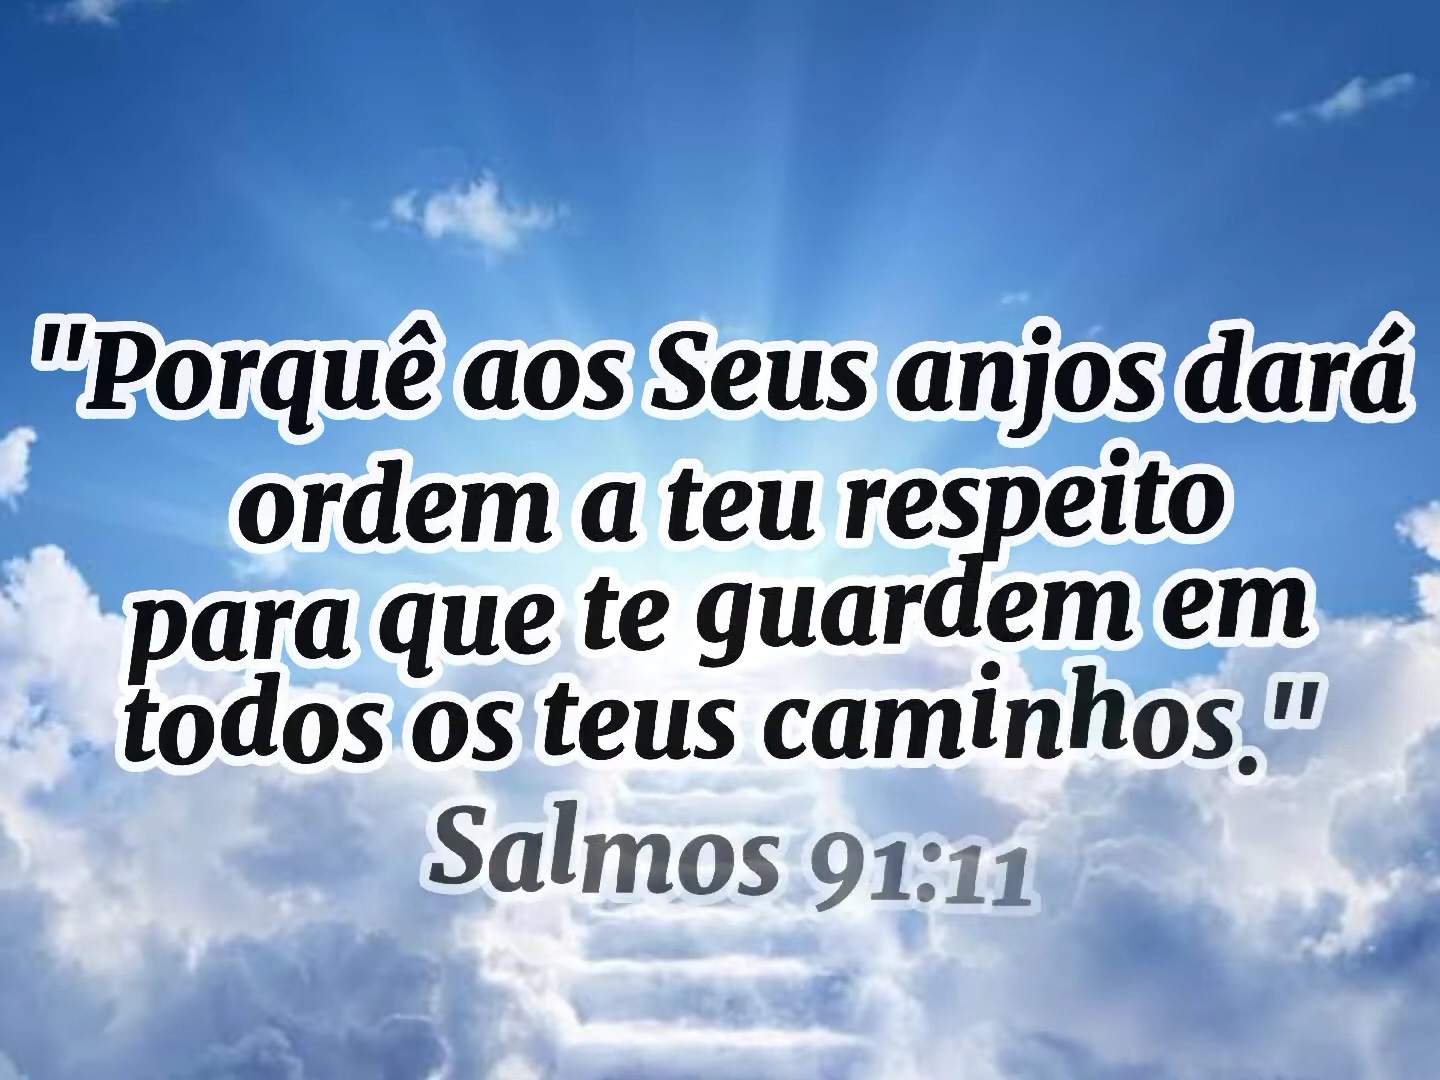 "Porquê aos Seus anjos dará
ordem a teu respeito
para que te guardem em
todos os teus caminhos."
Salmos 91:11